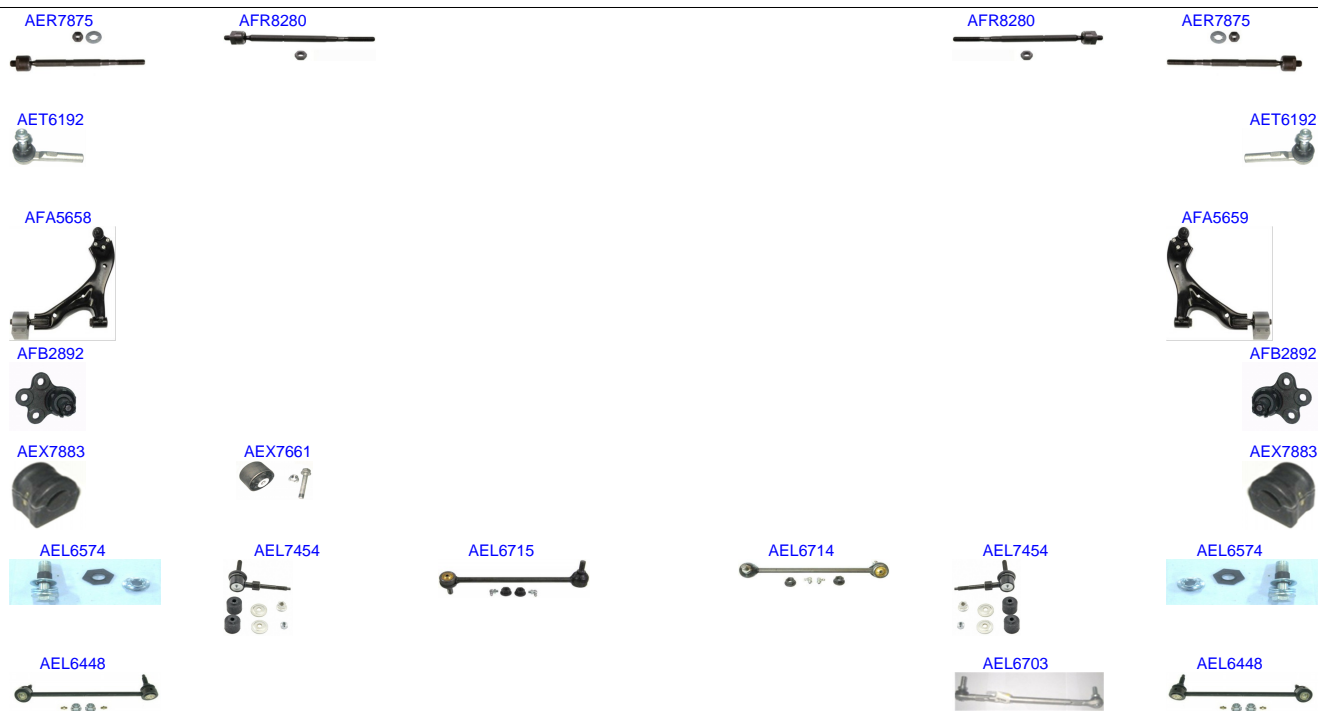 AER7875 AFR8280 AFR8280 AER7875
AET6192 AET6192
AFA5658 AFA5659
AFB2892 AFB2892
AEX7883 AEX7661 AEX7883
AEL6574 AEL7454 AEL6715 AEL6714 AEL7454 AEL6574
AEL6448 AEL6703 AEL6448